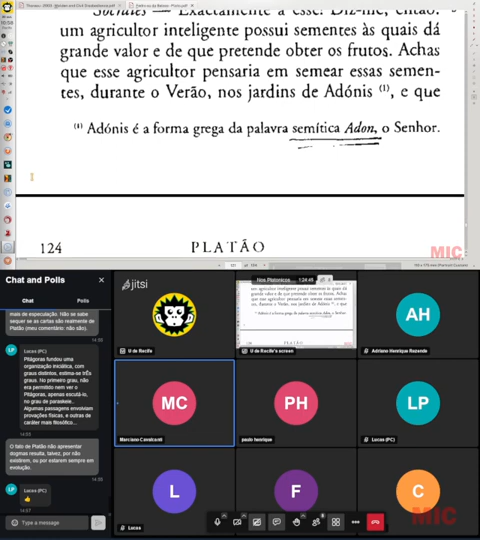 Sócrates — Exactamente a esse. Diz-me, então:
um agricultor inteligente possui sementes às quais dá
grande valor e de que pretende obter os frutos. Achas
que esse agricultor pensaria em semear essas semen-
tes, durante o Verão, nos jardins de Adónis (1), e que
(1) Adónis é a forma grega da palavra semítica Adon, o Senhor.
124 PLATÃO
MIC
Chat and Polls
Chat Polls
mais de especulação. Não se sabe
sequer se as cartas são realmente de
Platão (meu comentário: não são).
LP
Lucas (PC)
Pitágoras fundou uma
organização iniciática, com
graus distintos, estima-se trÊs
graus. No primeiro grau, não
era permitido nem ver o
Pitágoras, apenas escutá-lo,
no grau de paraskeie.
Algumas passagens envolviam
provações físicas, e outras de
caráter mais filosófico...
O fato de Platão não apresentar
dogmas resulta, talvez, por não
existirem, ou por estarem sempre em
evolução.
LP
Lucas (PC)
👍
Type a message
jitsi
U de Recife
Nos Platónicos
U de Recife's screen
AH
Adriano Henrique Rezende
MC
Marciano Cavalcanti
PH
paulo henrique
LP
Lucas (PC)
L
Lucas
F
C
MIC